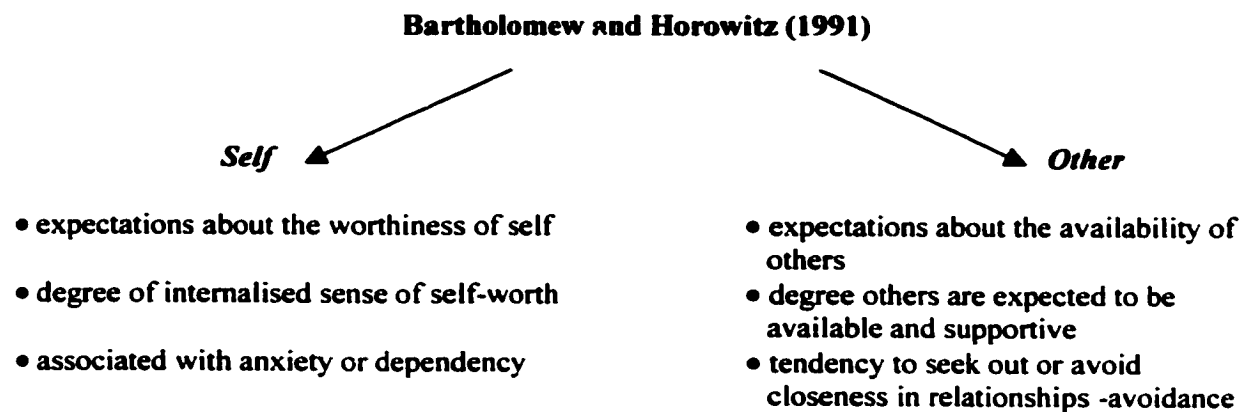 Bartholomew and Horowitz (1991)
Self
Other
• expectations about the worthiness of self
• degree of internalised sense of self-worth
• associated with anxiety or dependency
• expectations about the availability of
others
• degree others are expected to be
available and supportive
• tendency to seek out or avoid
closeness in relationships -avoidance